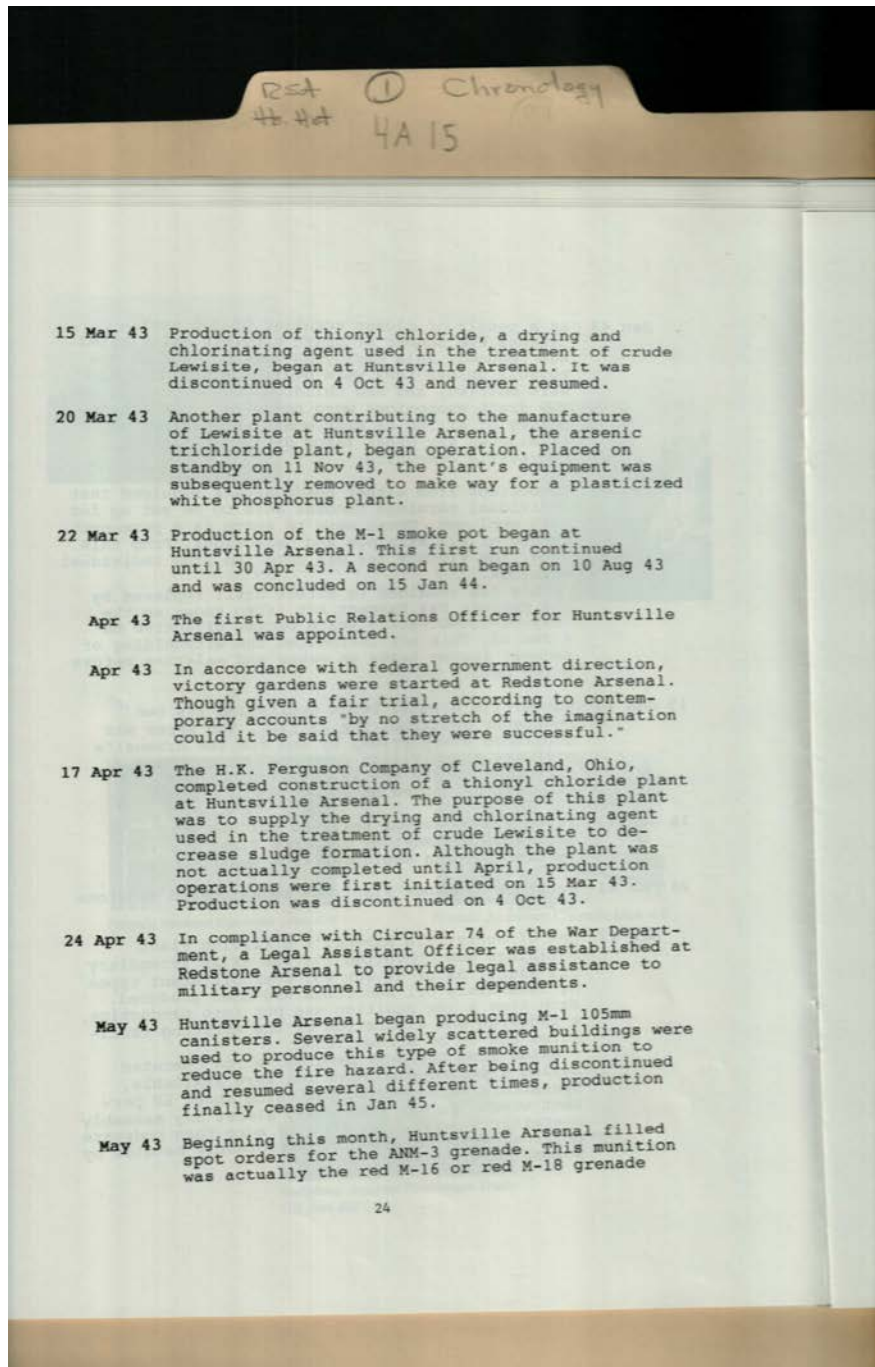 RSA ① Chronology
4A 15
15 Mar 43 Production of thionyl chloride, a drying and
chlorinating agent used in the treatment of crude
Lewisite, began at Huntsville Arsenal. It was
discontinued on 4 Oct 43 and never resumed.
20 Mar 43 Another plant contributing to the manufacture
of Lewisite at Huntsville Arsenal, the arsenic
trichloride plant, began operation. Placed on
standby on 11 Nov 43, the plant's equipment was
subsequently removed to make way for a plasticized
white phosphorus plant.
22 Mar 43 Production of the M-1 smoke pot began at
Huntsville Arsenal. This first run continued
until 30 Apr 43. A second run began on 10 Aug 43
and was concluded on 15 Jan 44.
Apr 43 The first Public Relations Officer for Huntsville
Arsenal was appointed.
Apr 43 In accordance with federal government direction,
victory gardens were started at Redstone Arsenal.
Though given a fair trial, according to contem-
porary accounts "by no stretch of the imagination
could it be said that they were successful."
17 Apr 43 The H.K. Ferguson Company of Cleveland, Ohio,
completed construction of a thionyl chloride plant
at Huntsville Arsenal. The purpose of this plant
was to supply the drying and chlorinating agent
used in the treatment of crude Lewisite to de-
crease sludge formation. Although the plant was
not actually completed until April, production
operations were first initiated on 15 Mar 43.
Production was discontinued on 4 Oct 43.
24 Apr 43 In compliance with Circular 74 of the War Depart-
ment, a Legal Assistant Officer was established at
Redstone Arsenal to provide legal assistance to
military personnel and their dependents.
May 43 Huntsville Arsenal began producing M-1 105mm
canisters. Several widely scattered buildings were
used to produce this type of smoke munition to
reduce the fire hazard. After being discontinued
and resumed several different times, production
finally ceased in Jan 45.
May 43 Beginning this month, Huntsville Arsenal filled
spot orders for the ANM-3 grenade. This munition
was actually the red M-16 or red M-18 grenade
24